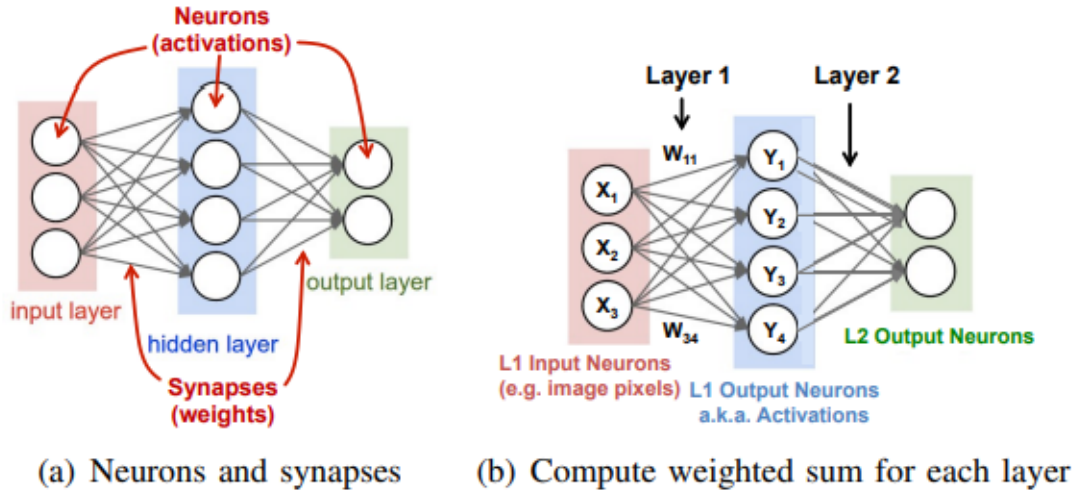 Neurons
(activations)
input layer
hidden layer
output layer
Synapses
(weights)
(a) Neurons and synapses
Layer 1
Layer 2
W11
X1
X2
X3
W34
Y1
Y2
Y3
Y4
L1 Input Neurons
(e.g. image pixels)
L1 Output Neurons
a.k.a. Activations
L2 Output Neurons
(b) Compute weighted sum for each layer